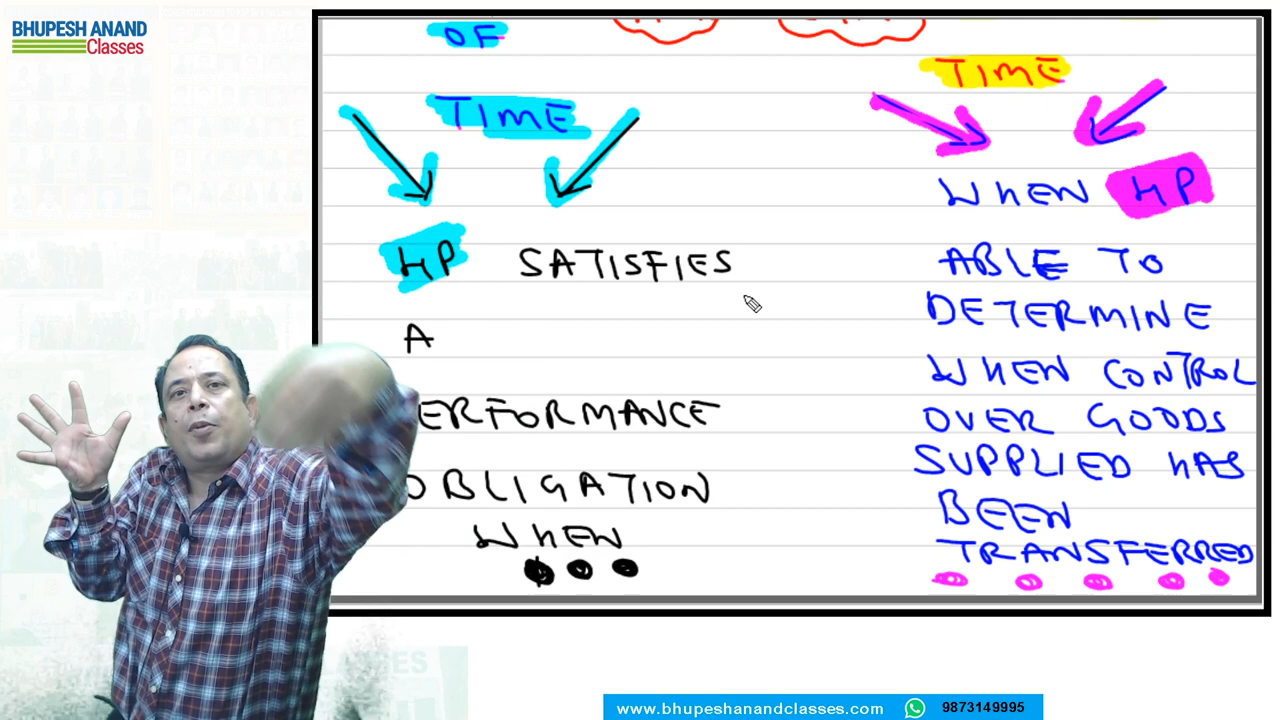 BHUPESH ANAND
Classes
OF
TIME
HP SATISFIES
A
ERFORMANCE
OBLIGATION
WHEN
TIME
WHEN HP
ABLE TO
DETERMINE
WHEN CONTROL
OVER GOODS
SUPPLIED HAS
BEEN
TRANSFERRED
www.bhupeshanandclasses.com
9873149995